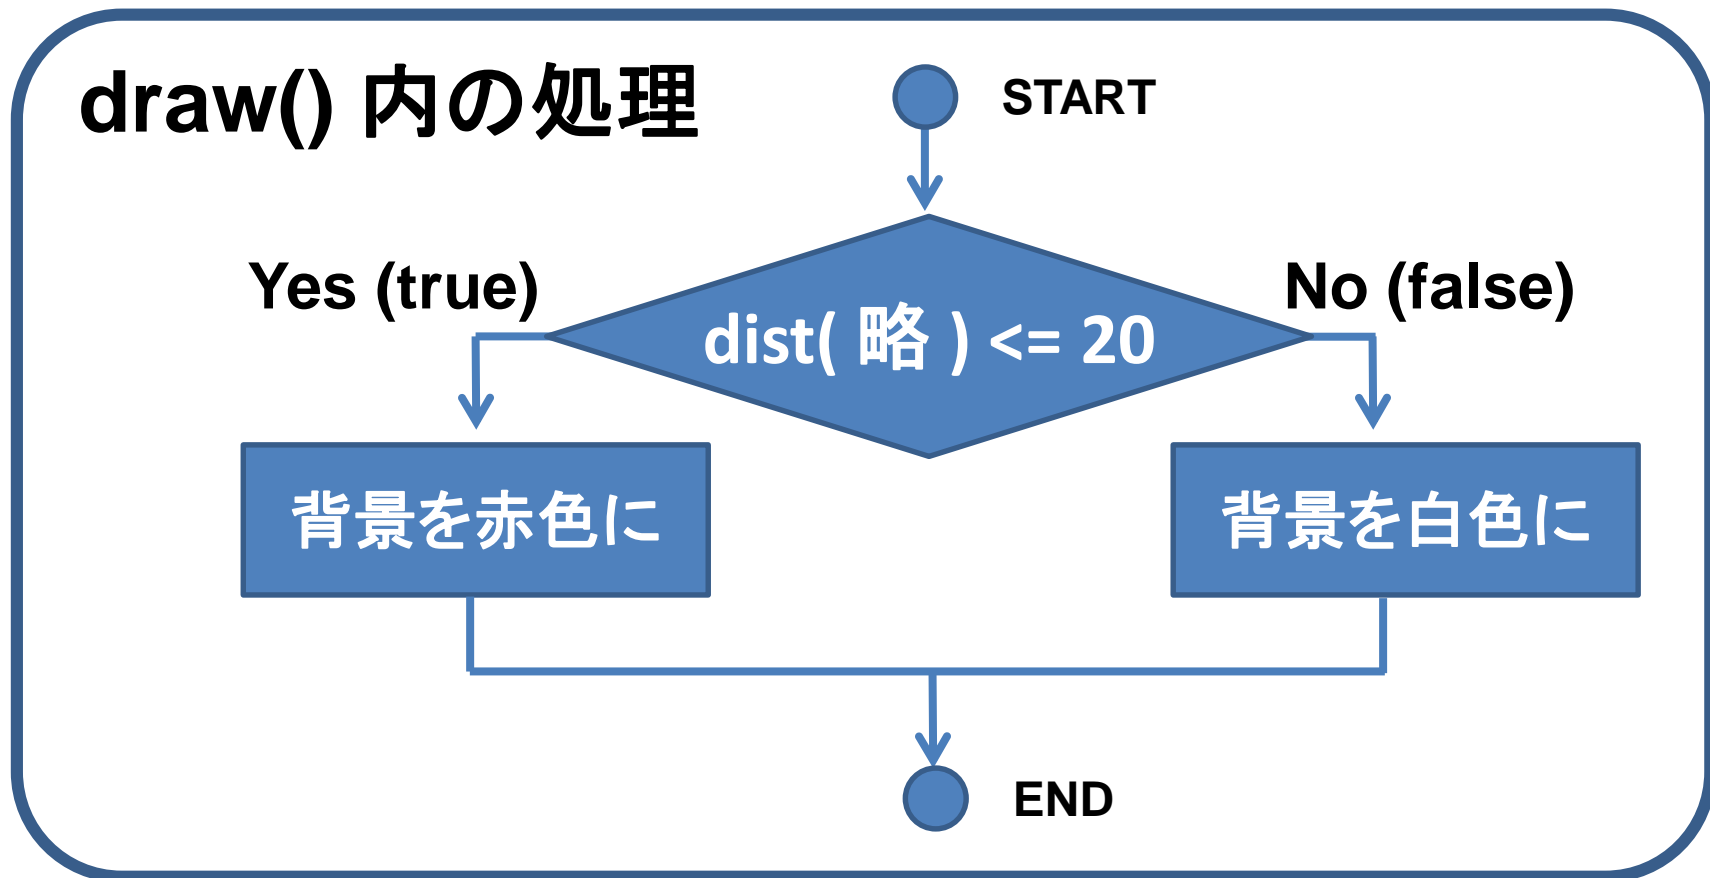 draw() 内の処理
START
Yes (true)
No (false)
dist( 略 ) <= 20
背景を赤色に
背景を白色に
END